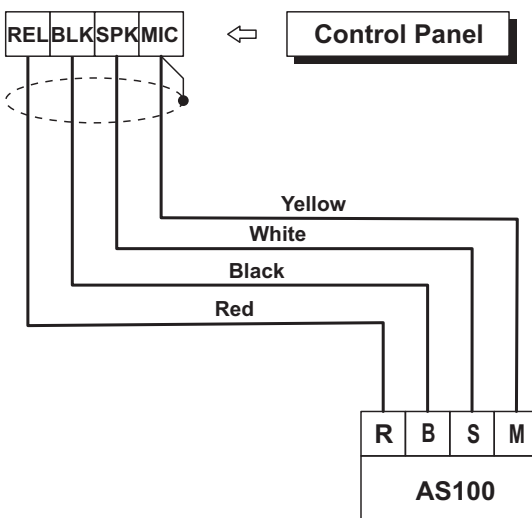 REL BLK SPK MIC
Control Panel
Yellow
White
Black
Red
R B S M
AS100